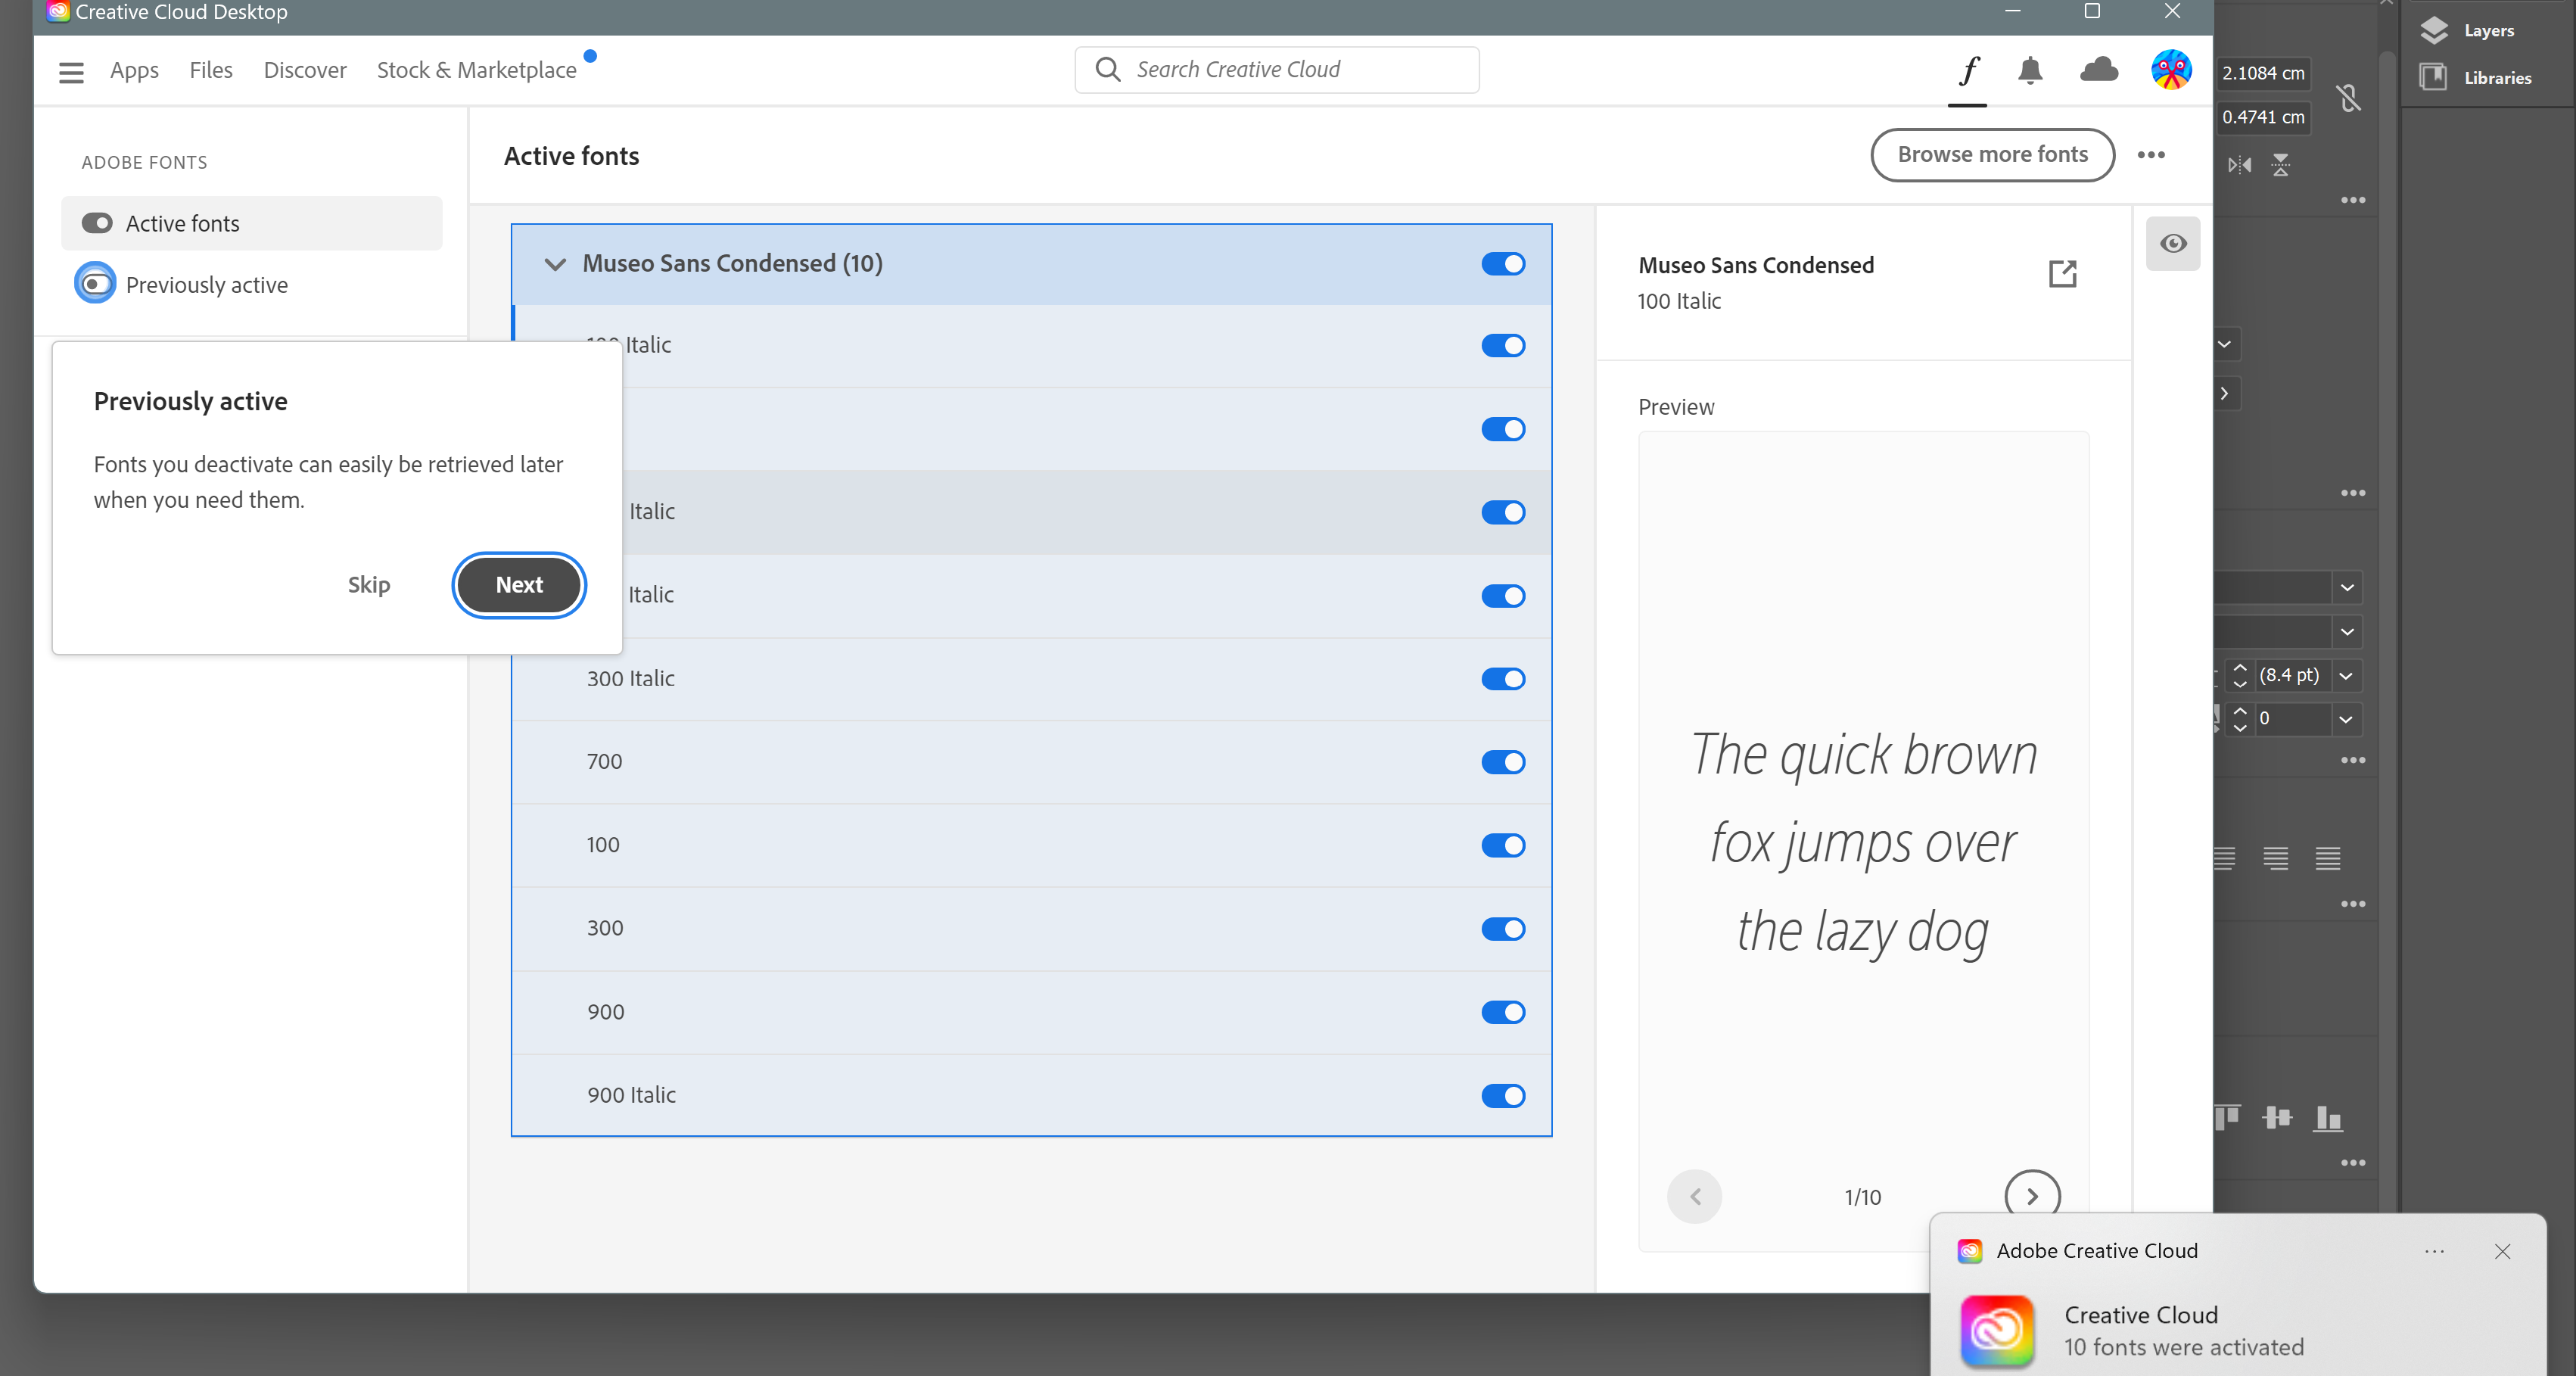 Creative Cloud Desktop
Apps
Files
Discover
Stock & Marketplace
Search Creative Cloud
f
ADOBE FONTS
Active fonts
Previously active
Previously active
Fonts you deactivate can easily be retrieved later
when you need them.
Skip
Next
Active fonts
Browse more fonts
Museo Sans Condensed (10)
Italic
Italic
Italic
300 Italic
700
100
300
900
900 Italic
Museo Sans Condensed
100 Italic
Preview
The quick brown
fox jumps over
the lazy dog
1/10
2.1084 cm
0.4741 cm
(8.4 pt)
0
Layers
Libraries
Adobe Creative Cloud
Creative Cloud
10 fonts were activated